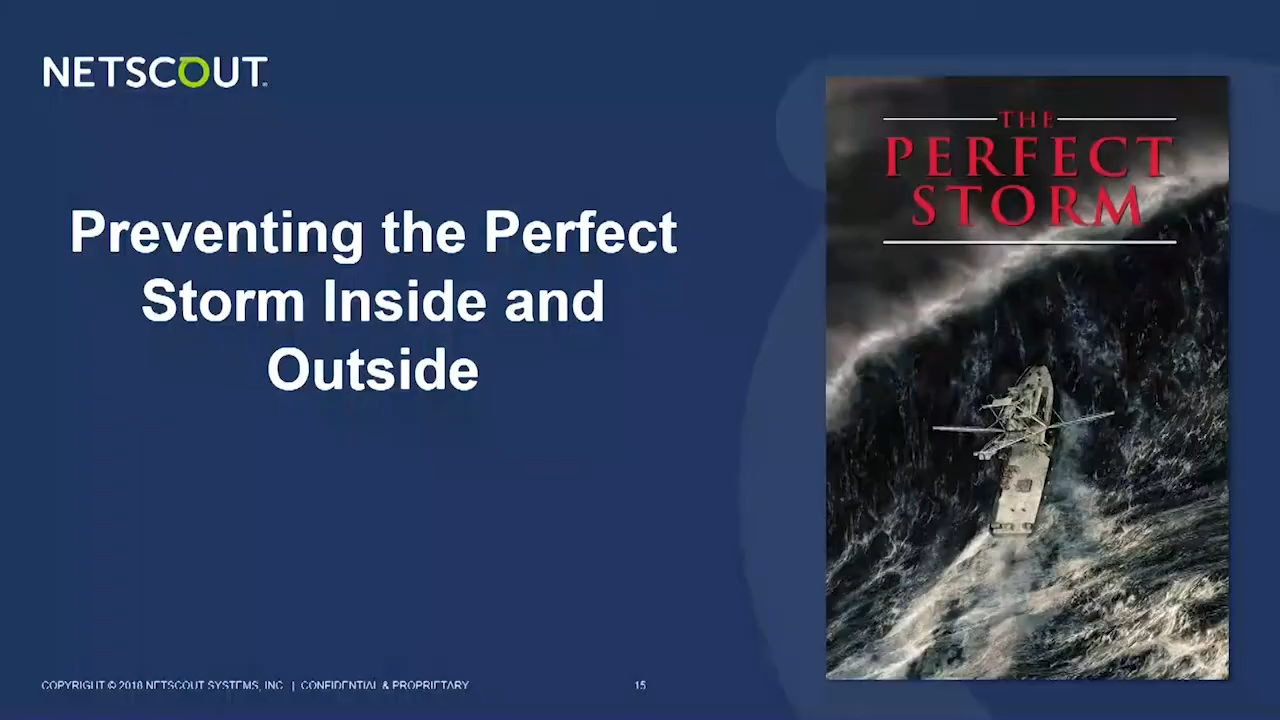 NETSCOUT.
Preventing the Perfect
Storm Inside and
Outside
THE
PERFECT
STORM
COPYRIGHT © 2018 NETSCOUT SYSTEMS, INC. | CONFIDENTIAL & PROPRIETARY
15